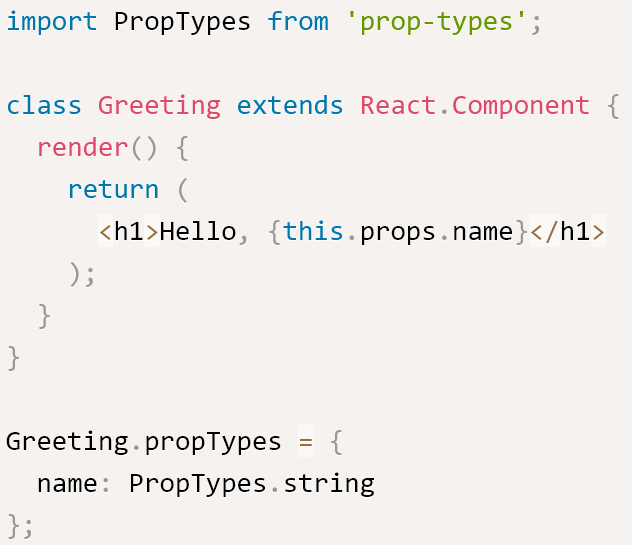 import PropTypes from 'prop-types';

class Greeting extends React.Component {
  render() {
    return (
      <h1>Hello, {this.props.name}</h1>
    );
  }
}

Greeting.propTypes = {
  name: PropTypes.string
};